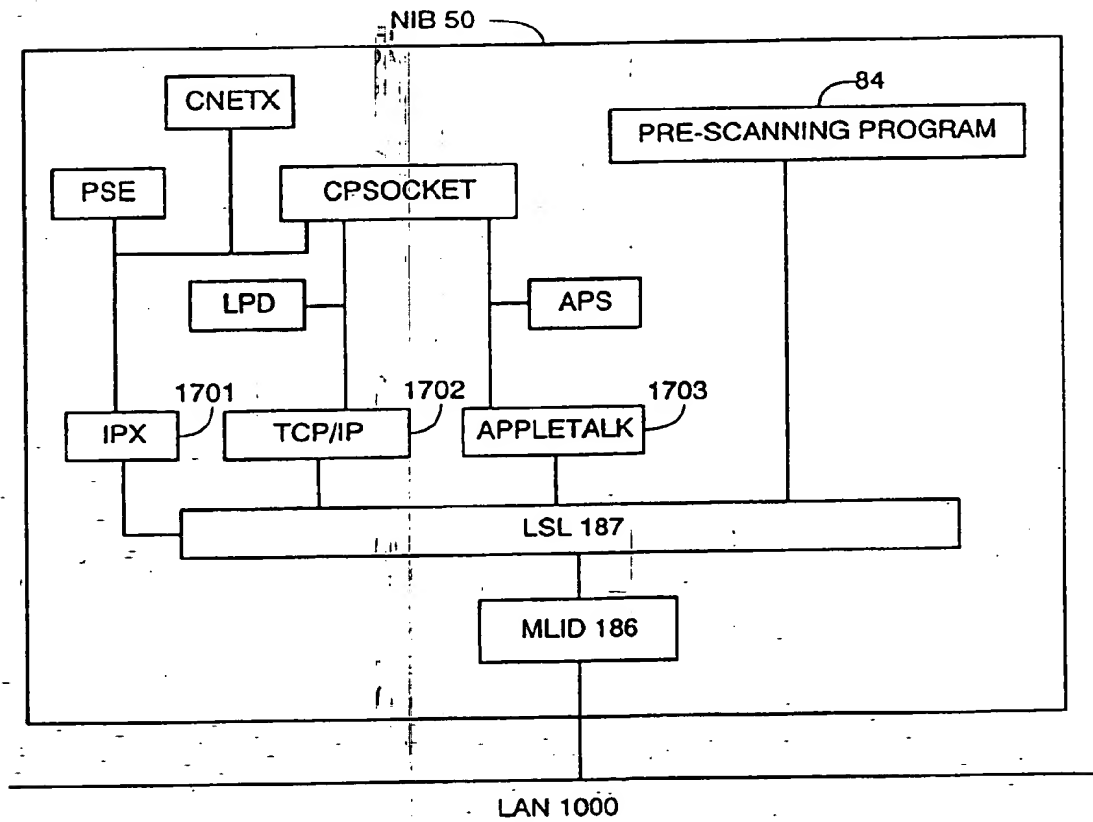 NIB 50
CNETX
84
PRE-SCANNING PROGRAM
PSE
CPSOCKET
LPD
APS
1701
1702
1703
IPX
TCP/IP
APPLETALK
LSL 187
MLID 186
LAN 1000